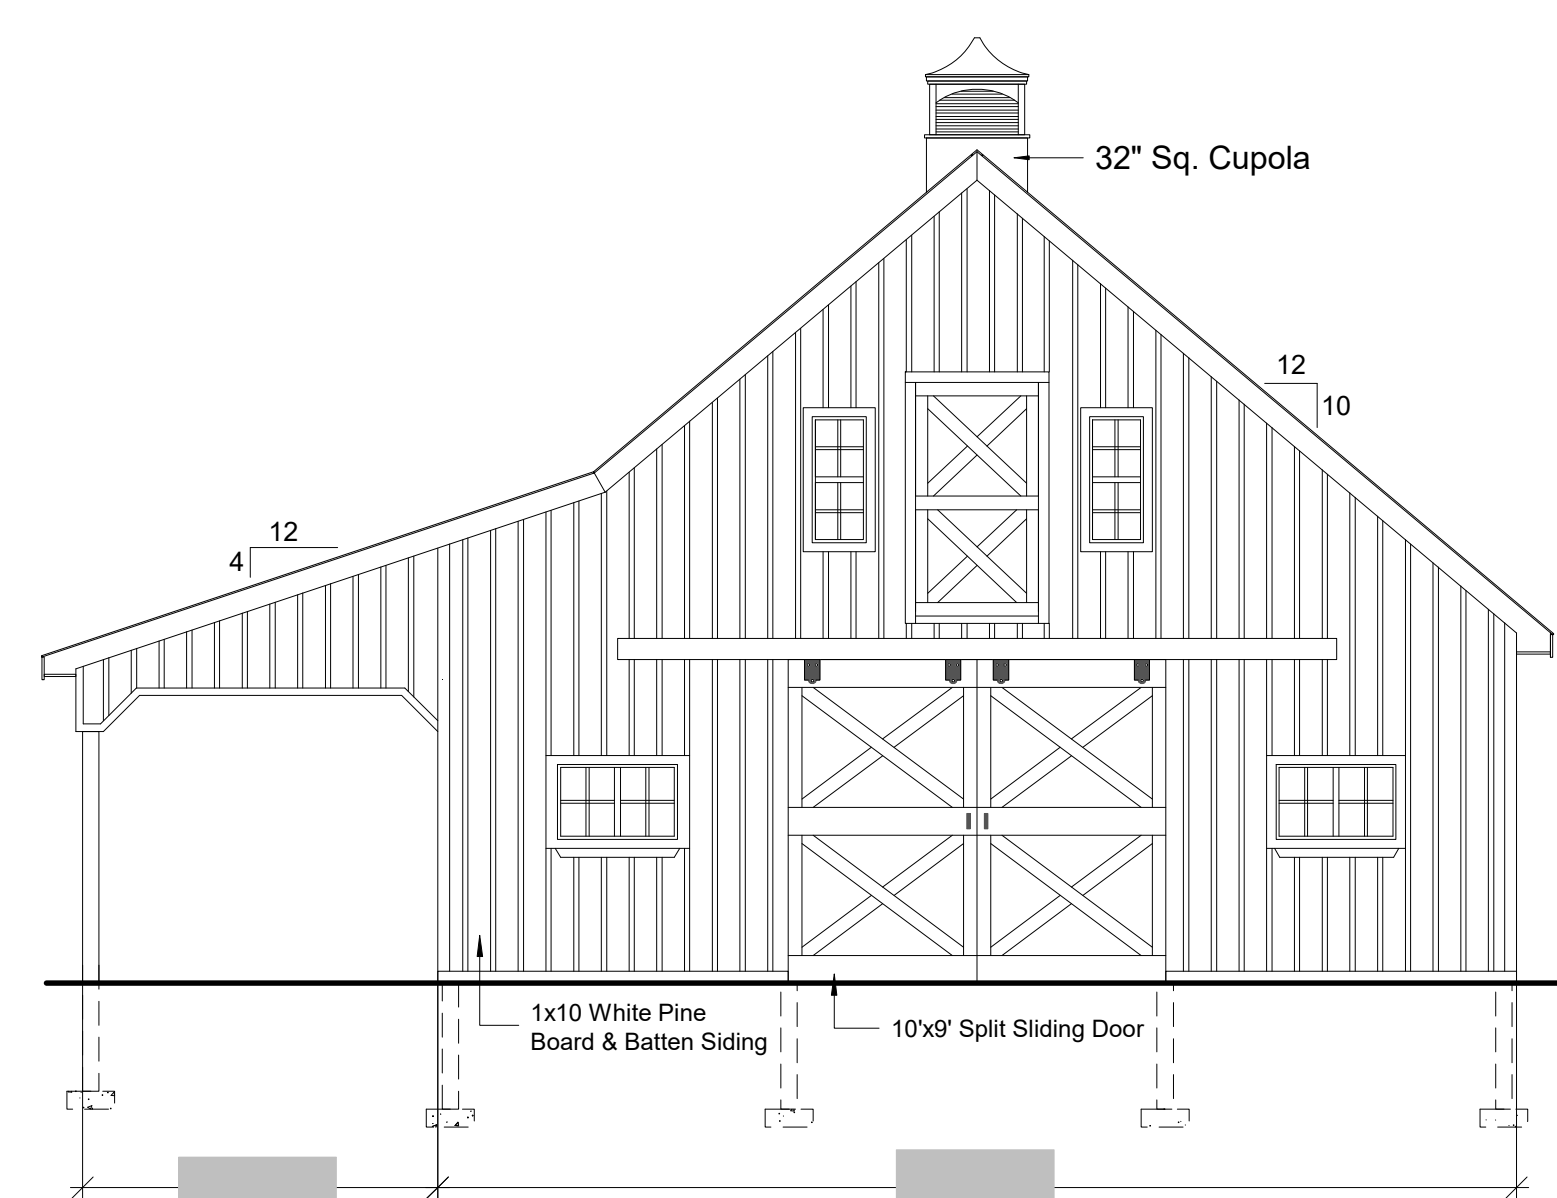 32" Sq. Cupola
12
10
12
4
1x10 White Pine
Board & Batten Siding
10'x9' Split Sliding Door